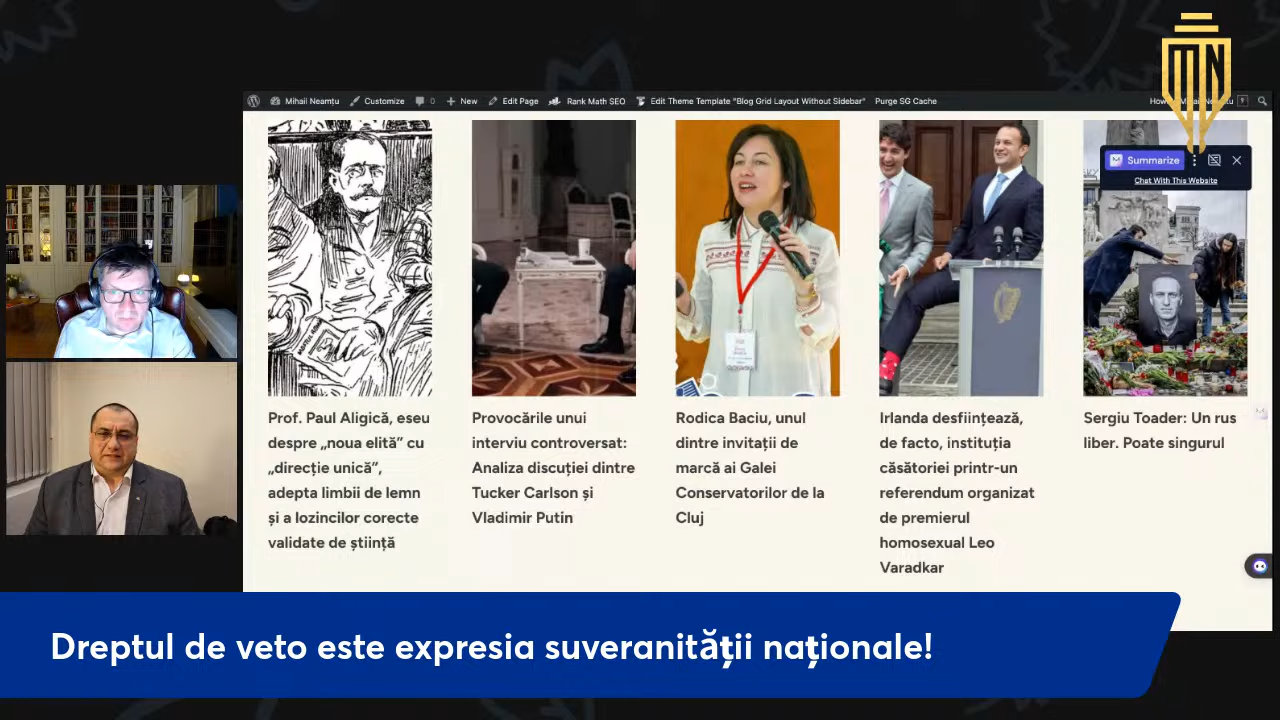 MN
Mihail Neamțu Customize 0 New Edit Page Rank Math SEO Edit Theme Template "Blog Grid Layout Without Sidebar" Purge SG Cache
Summarize
Chat With This Website
Prof. Paul Aligică, eseu
despre „noua elită” cu
„direcție unică”,
adepta limbii de lemn
și a lozincilor corecte
validate de știință
Provocările unui
interviu controversat:
Analiza discuției dintre
Tucker Carlson și
Vladimir Putin
Rodica Baciu, unul
dintre invitații de
marcă ai Galei
Conservatorilor de la
Cluj
Irlanda desființează,
de facto, instituția
căsătoriei printr-un
referendum organizat
de premierul
homosexual Leo
Varadkar
Sergiu Toader: Un rus
liber. Poate singurul
Dreptul de veto este expresia suveranității naționale!